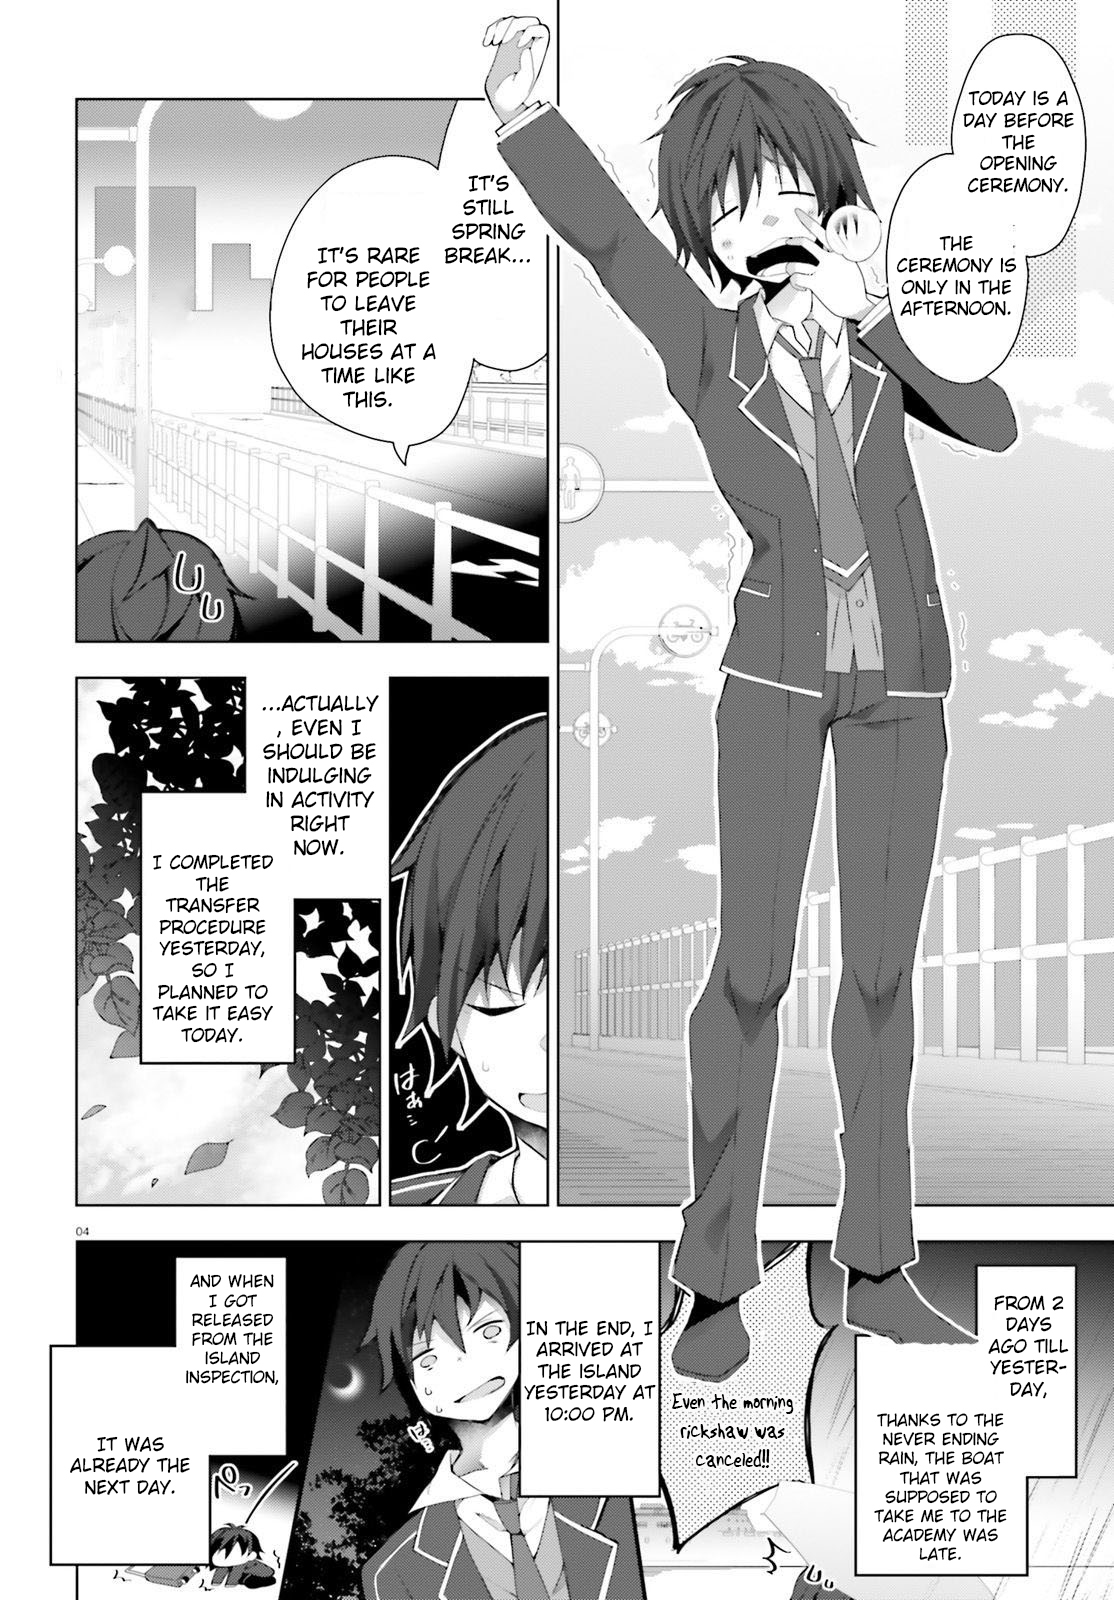 TODAY IS A
DAY BEFORE
THE
OPENING
CEREMONY.
THE
CEREMONY IS
ONLY IN THE
AFTERNOON.
IT'S
STILL
SPRING
BREAK...
IT'S RARE
FOR PEOPLE
TO LEAVE
THEIR
HOUSES AT A
TIME LIKE
THIS.
...ACTUALLY
, EVEN I
SHOULD BE
INDULGING
IN ACTIVITY
RIGHT
NOW.
I COMPLETED
THE
TRANSFER
PROCEDURE
YESTERDAY,
SO I
PLANNED TO
TAKE IT EASY
TODAY.
はぁ…
04
FROM 2
DAYS
AGO TILL
YESTER-
DAY,
THANKS TO THE
NEVER ENDING
RAIN, THE BOAT
THAT WAS
SUPPOSED TO
TAKE ME TO THE
ACADEMY WAS
LATE.
Even the morning
rickshaw was
canceled!!
IN THE END, I
ARRIVED AT
THE ISLAND
YESTERDAY AT
10:00 PM.
AND WHEN
I GOT
RELEASED
FROM THE
ISLAND
INSPECTION,
IT WAS
ALREADY THE
NEXT DAY.